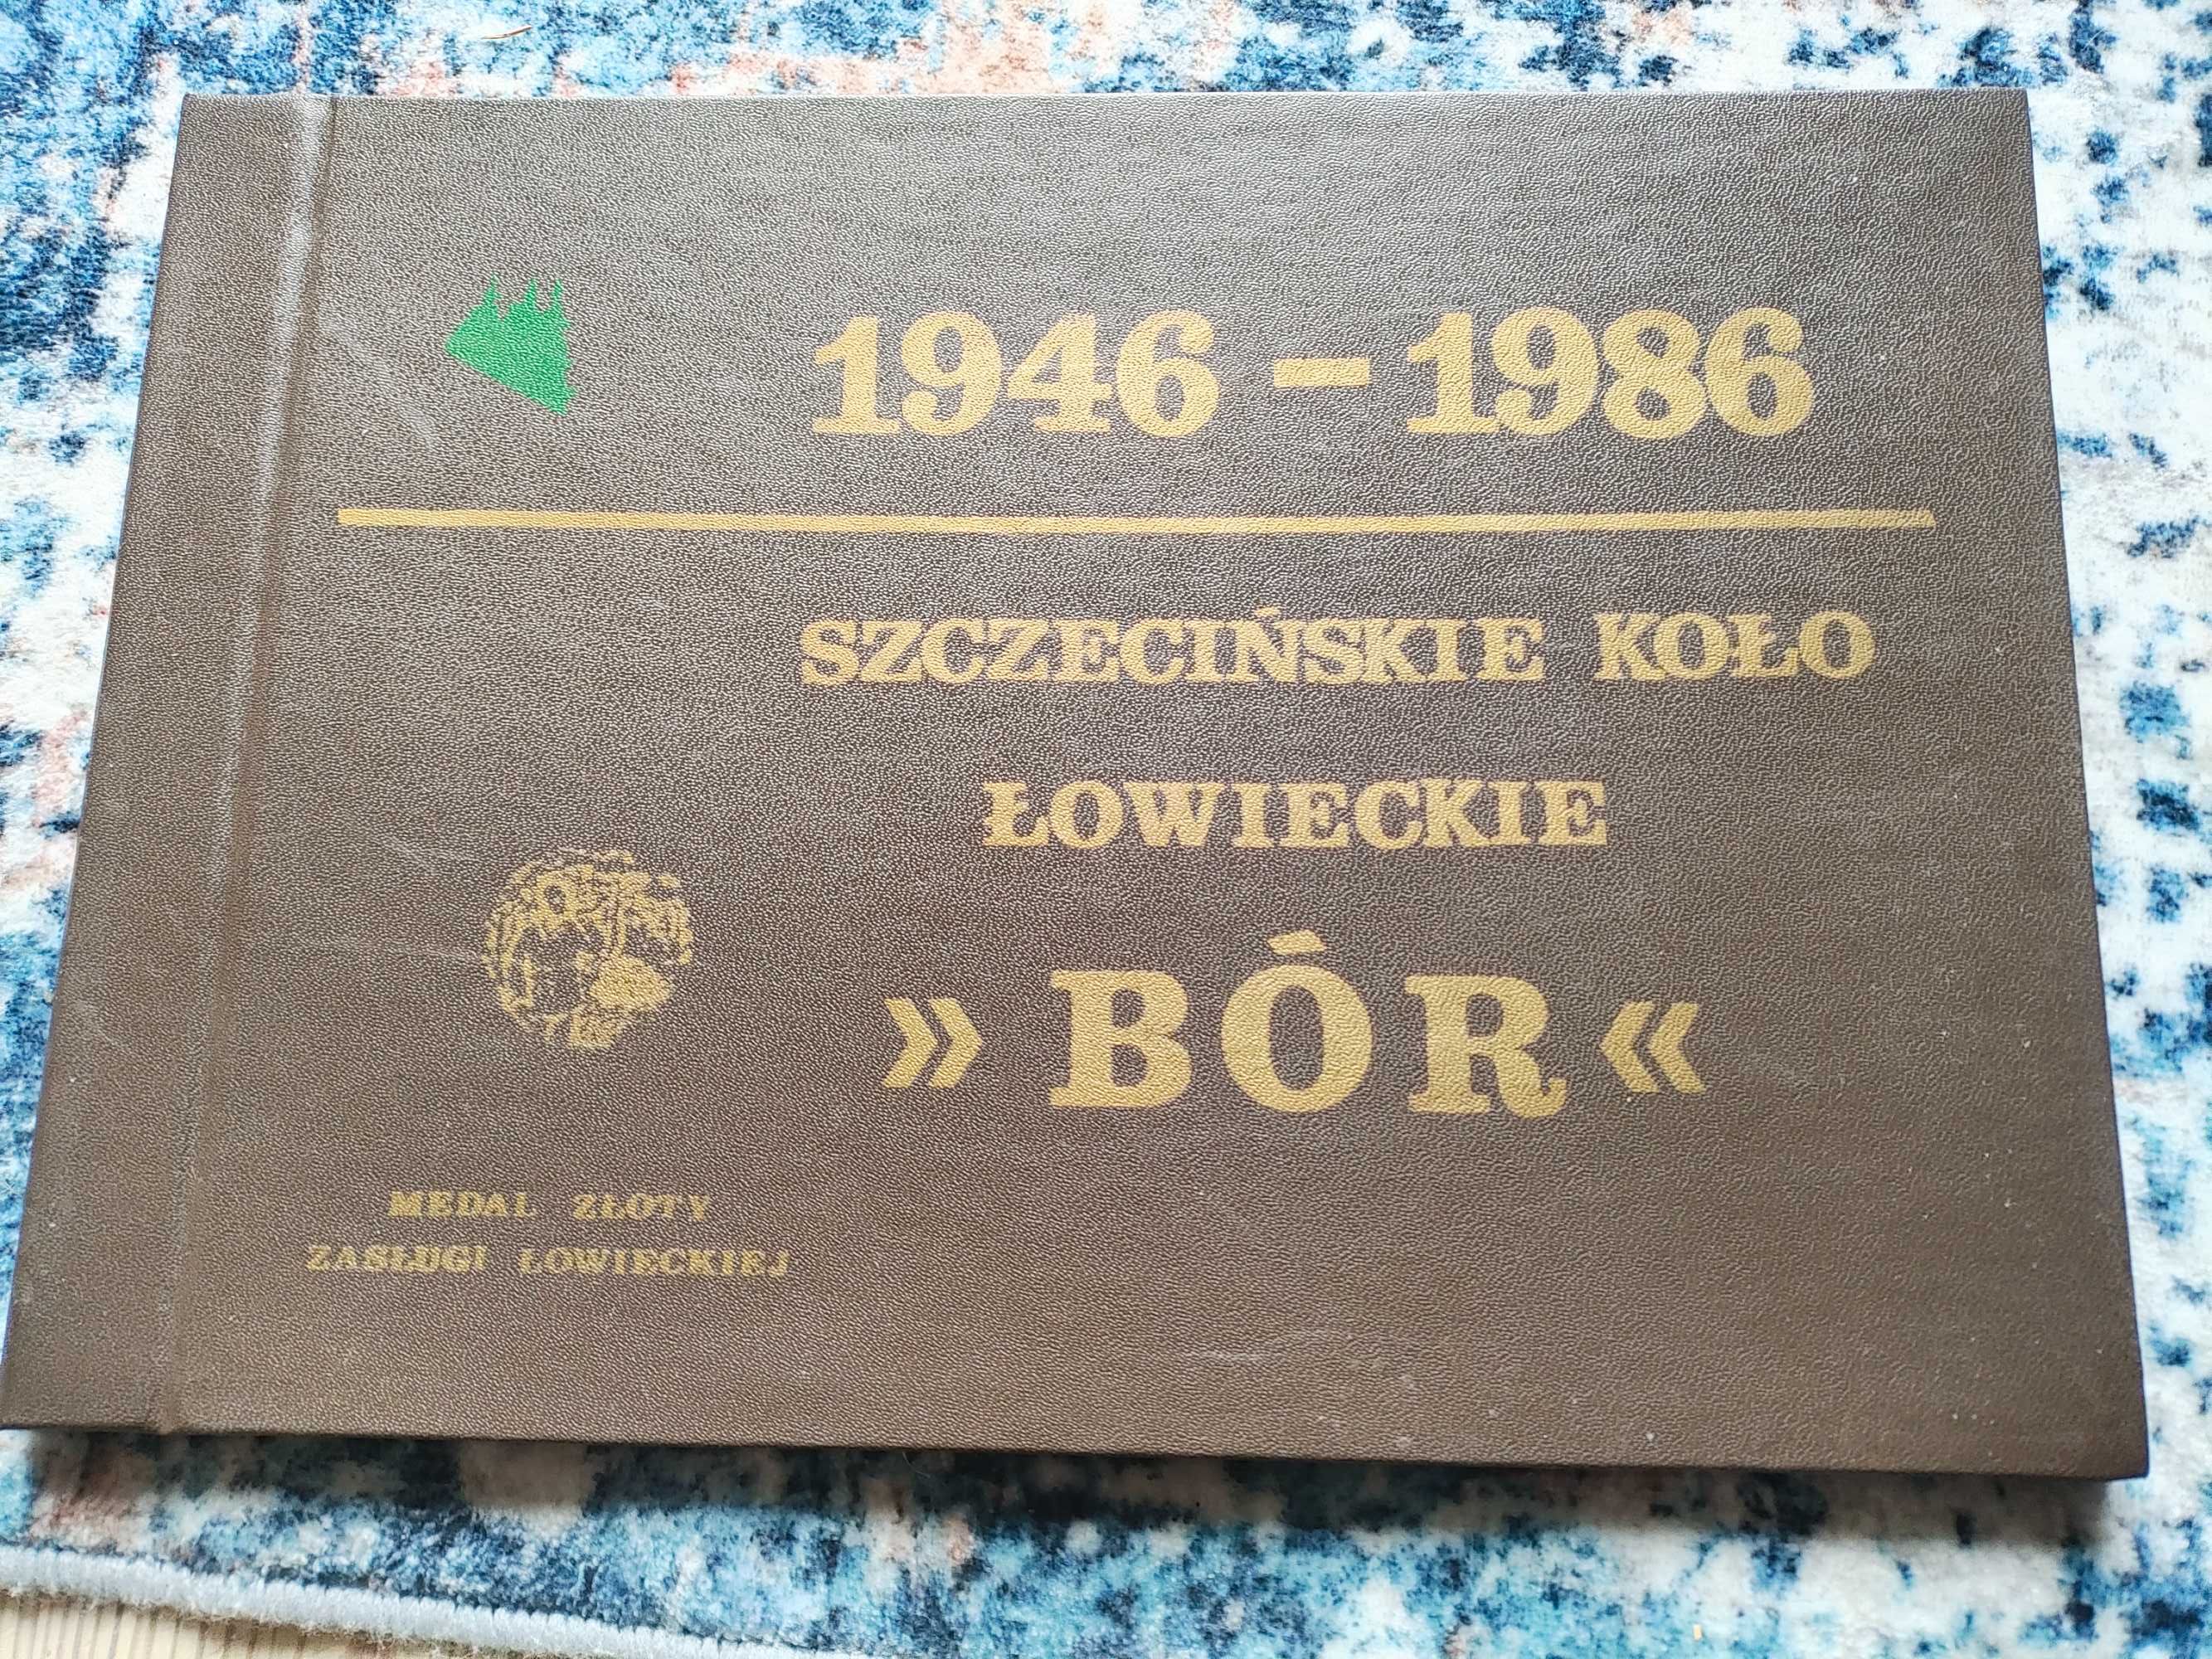 1946 - 1986
SZCZECIŃSKIE KOŁO
ŁOWIECKIE
» BÓR «
MEDAL ZŁOTY
ZASŁUGI ŁOWIECKIEJ